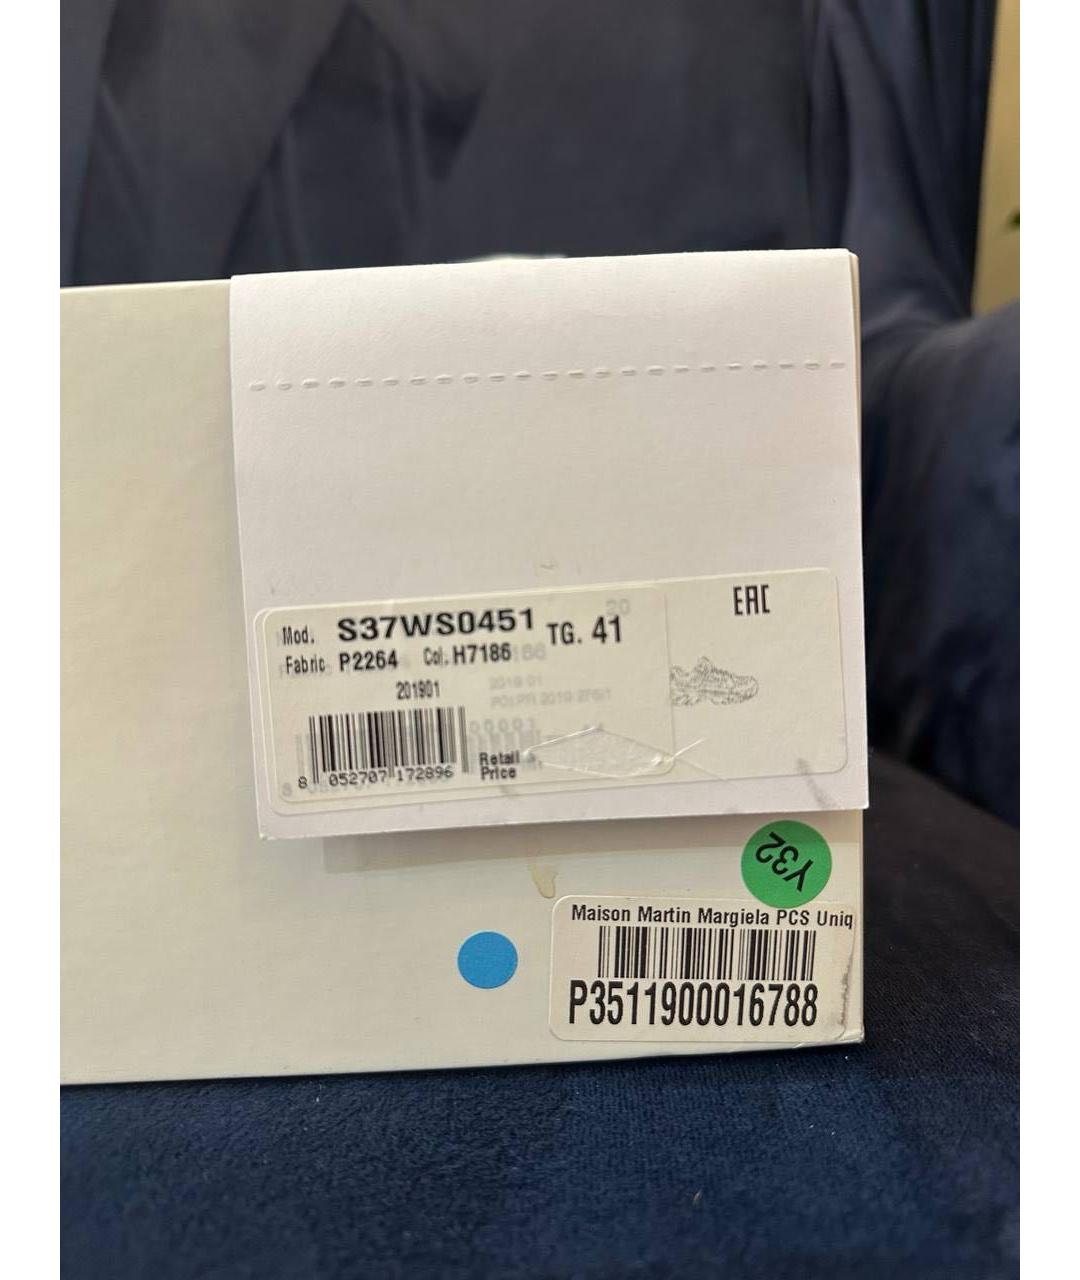 EAC
Mod. S37WS0451 TG. 41
Fabric P2264 Col. H7186
201901
8 052707 172896
Retail
Price
Y32
Maison Martin Margiela PCS Uniq
P3511900016788